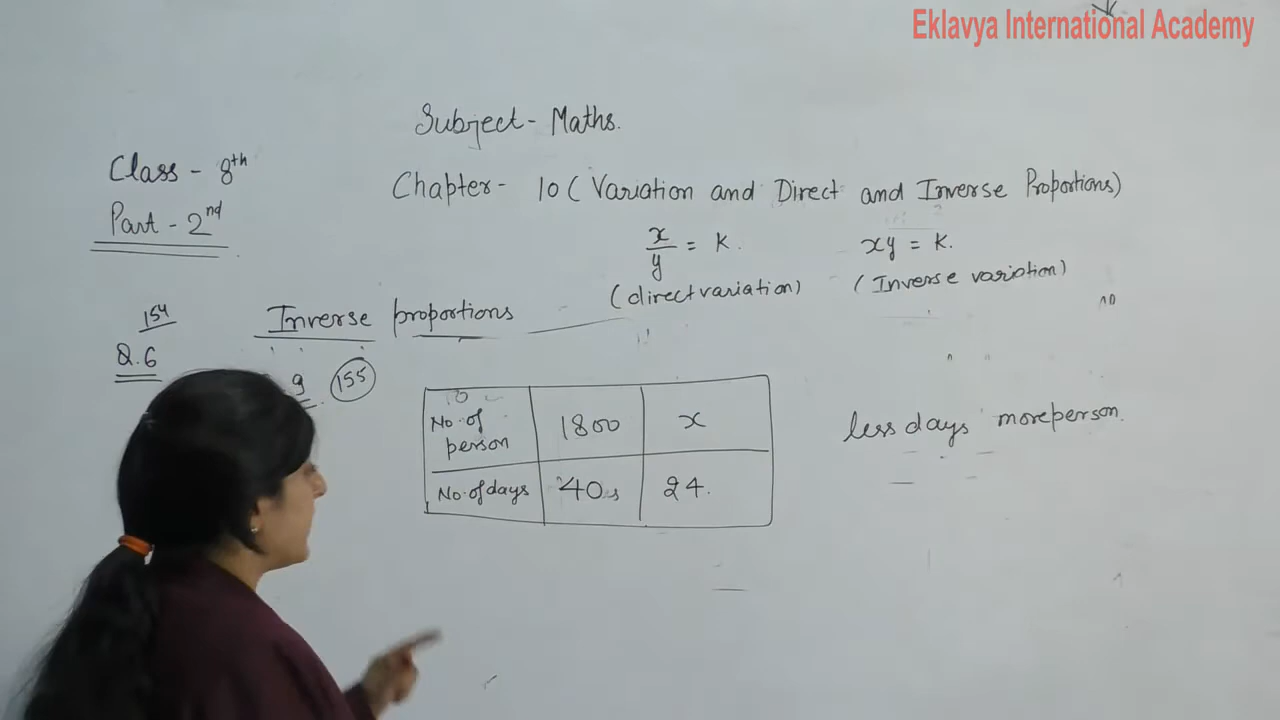 Eklavya International Academy
Subject - Maths.
Class - 8th
Chapter - 10 (Variation and Direct and Inverse Proportions)
Part - 2nd
x/y = K.
xy = K.
(direct variation)
(Inverse variation)
154
Inverse proportions
Q.6
9
155
No. of person 1800 x
No. of days 40 24.
less days more person.